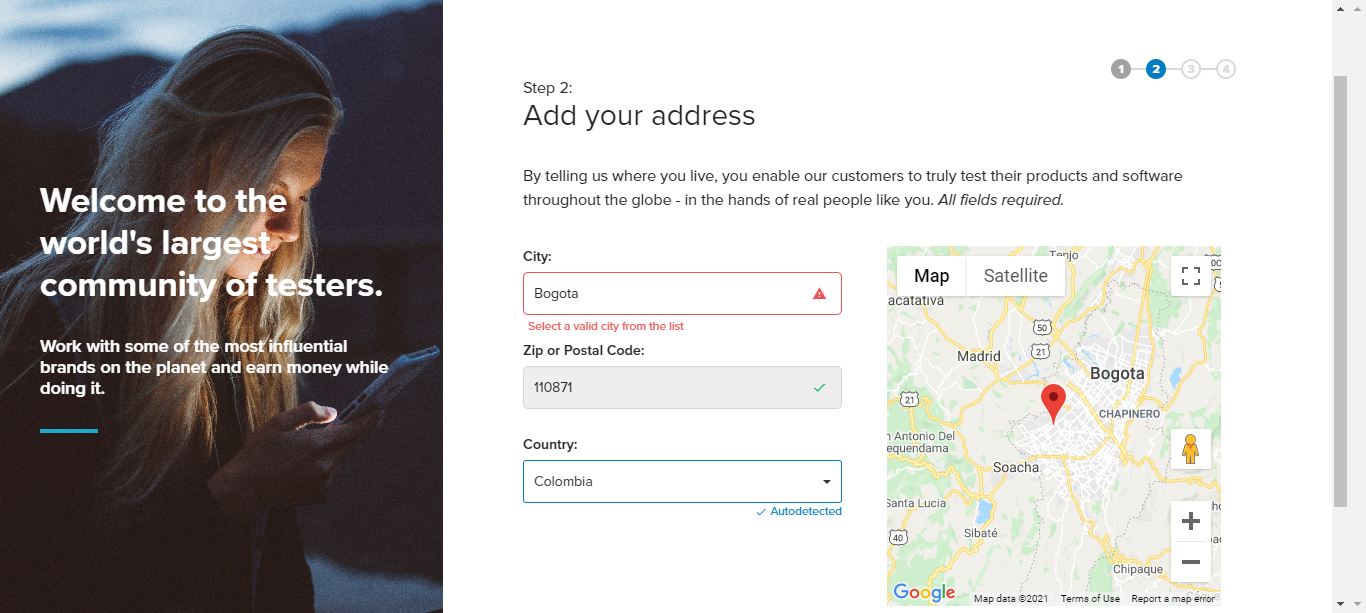 Welcome to the
world's largest
community of testers.
Work with some of the most influential
brands on the planet and earn money while
doing it.
1 2 3 4
Step 2:
Add your address
By telling us where you live, you enable our customers to truly test their products and software
throughout the globe - in the hands of real people like you. All fields required.
City:
Bogota
Select a valid city from the list
Zip or Postal Code:
110871
Country:
Colombia
Autodetected
Tenjo
Map
Satellite
acatativa
50
21
Madrid
Bogota
21
CHAPINERO
n Antonio Del
equendama
Soacha
Santa Lucia
Sibaté
40
Chipaque
Google
Map data ©2021
Terms of Use
Report a map error